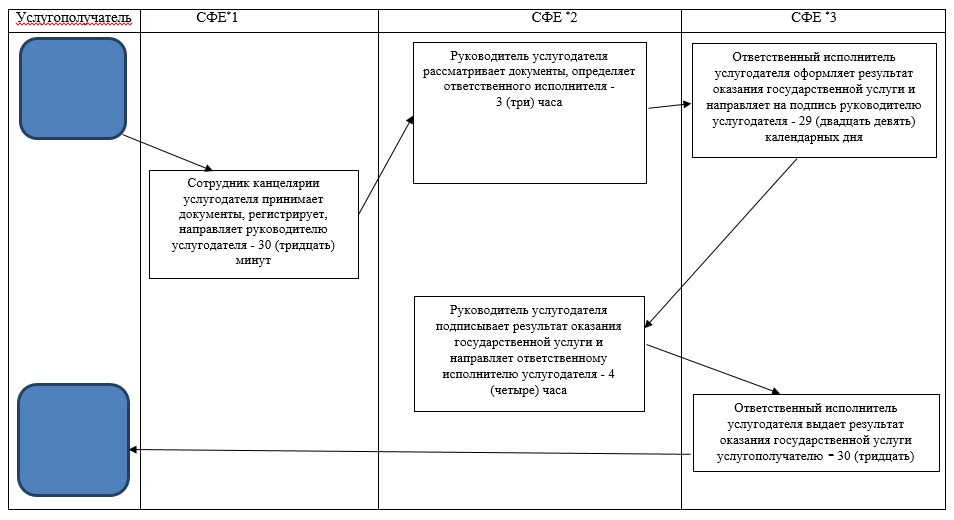 Услугополучатель
СФЕ*1
СФЕ *2
СФЕ *3
Сотрудник канцелярии
услугодателя принимает
документы, регистрирует,
направляет руководителю
услугодателя - 30 (тридцать)
минут
Руководитель услугодателя
рассматривает документы, определяет
ответственного исполнителя -
3 (три) часа
Ответственный исполнитель
услугодателя оформляет результат
оказания государственной услуги и
направляет на подпись руководителю
услугодателя - 29 (двадцать девять)
календарных дня
Руководитель услугодателя
подписывает результат оказания
государственной услуги и
направляет ответственному
исполнителю услугодателя - 4
(четыре) часа
Ответственный исполнитель
услугодателя выдает результат
оказания государственной услуги
услугополучателю - 30 (тридцать)